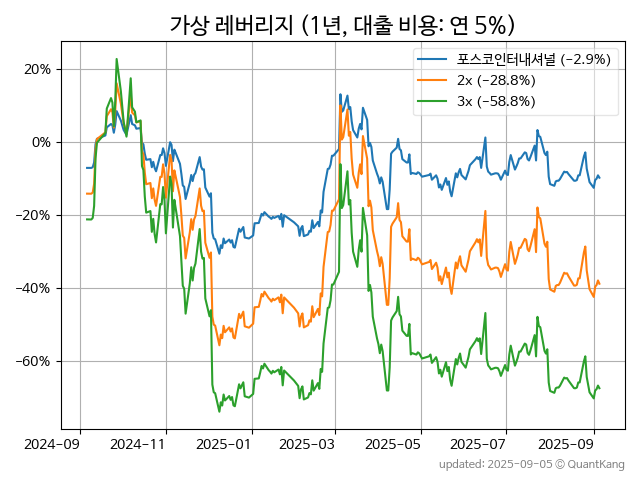 가상 레버리지 (1년, 대출 비용: 연 5%)
포스코인터내셔널 (−2.9%)
2x (−28.8%)
3x (−58.8%)
20%
0%
−20%
−40%
−60%
2024−09 2024−11 2025−01 2025−03 2025−05 2025−07 2025−09
updated: 2025-09-05 © QuantKang